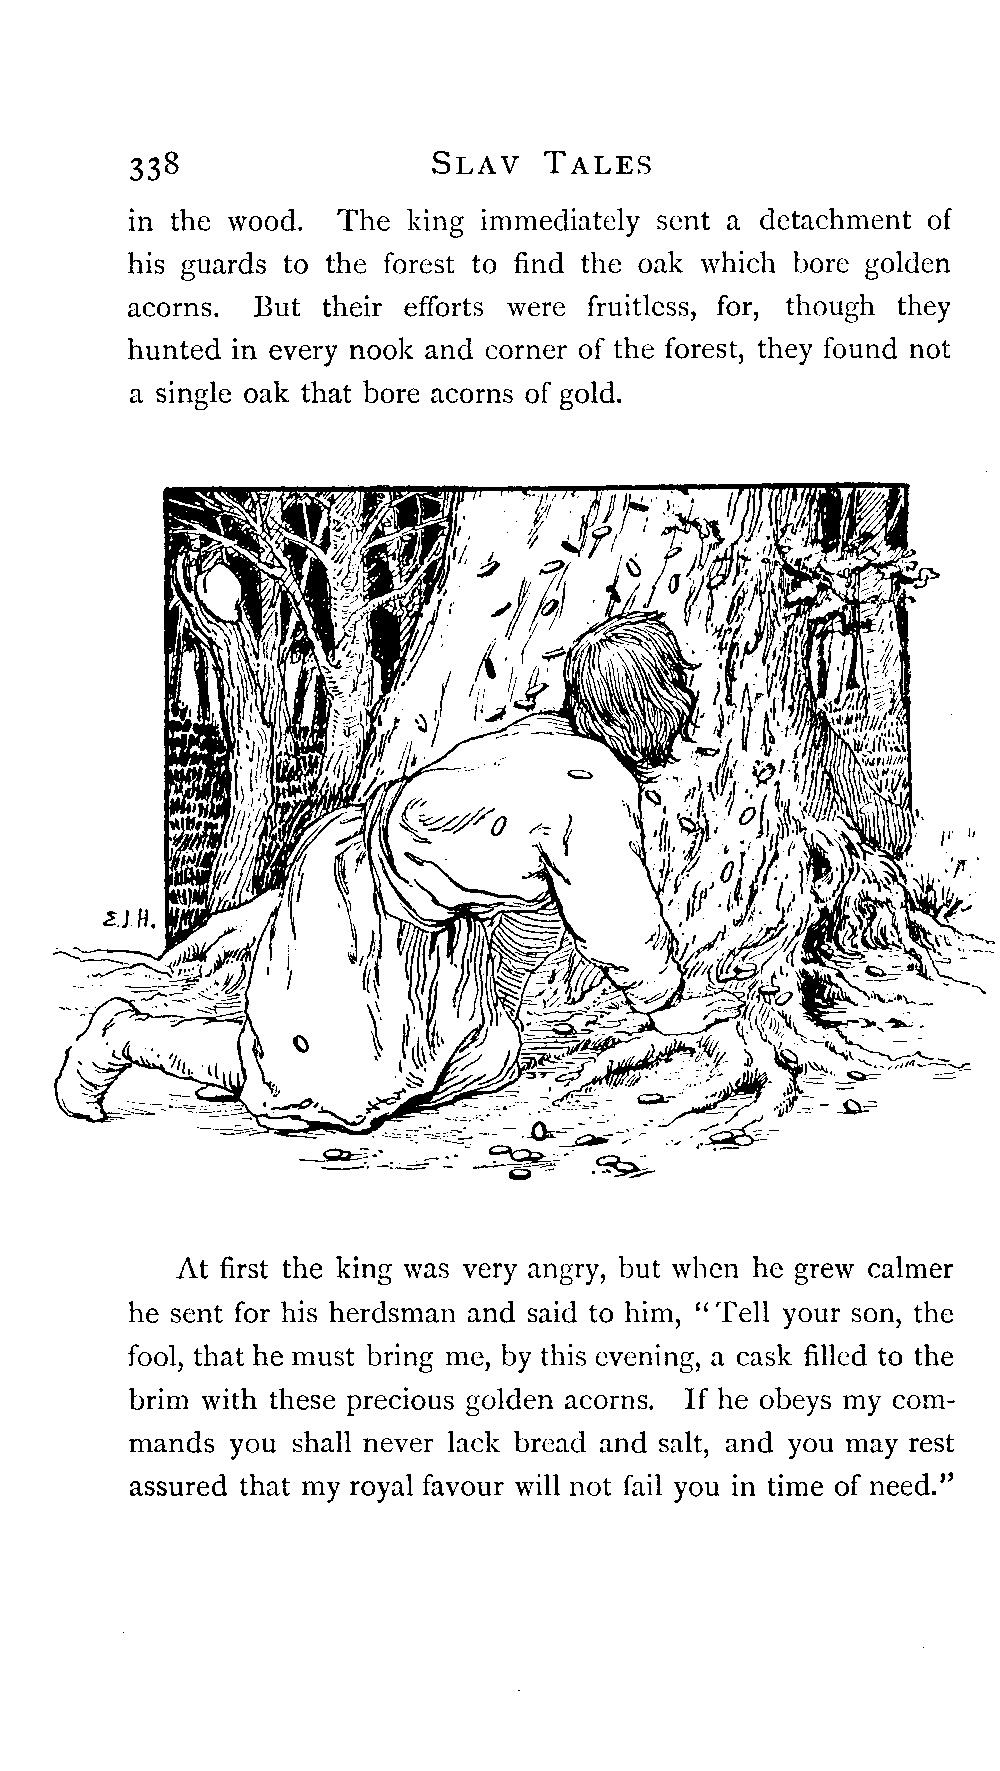 338 SLAV TALES
in the wood. The king immediately sent a detachment of
his guards to the forest to find the oak which bore golden
acorns. But their efforts were fruitless, for, though they
hunted in every nook and corner of the forest, they found not
a single oak that bore acorns of gold.
E.J.H.
At first the king was very angry, but when he grew calmer
he sent for his herdsman and said to him, “Tell your son, the
fool, that he must bring me, by this evening, a cask filled to the
brim with these precious golden acorns. If he obeys my com-
mands you shall never lack bread and salt, and you may rest
assured that my royal favour will not fail you in time of need.”